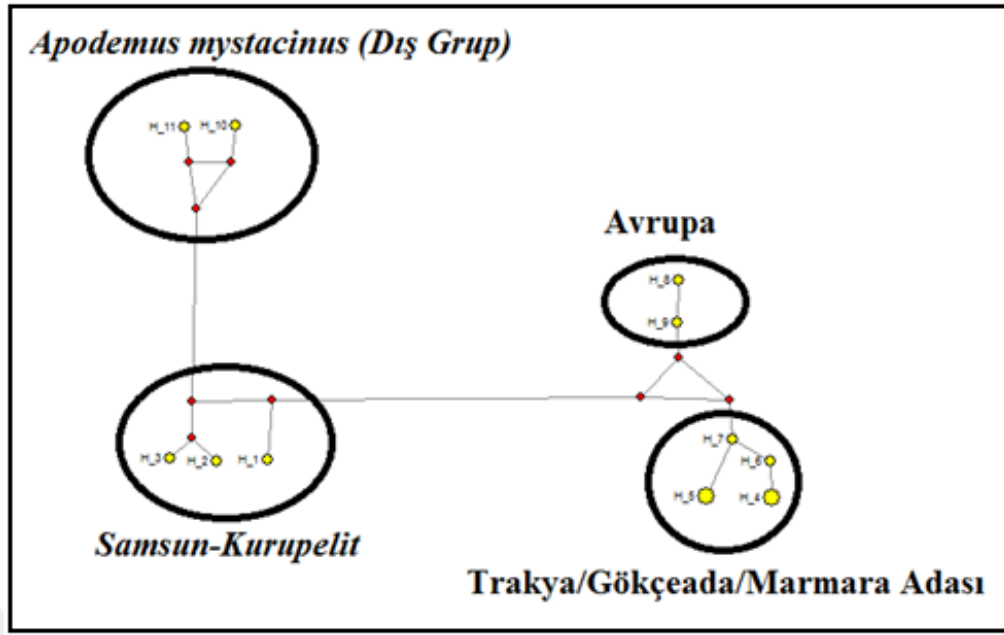 Apodemus mystacinus (Dış Grup)
H_11 H_10
Avrupa
H_8
H_9
H_7
H_3 H_2 H_1
H_6
H_5 H_4
Samsun-Kurupelit
Trakya/Gökçeada/Marmara Adası